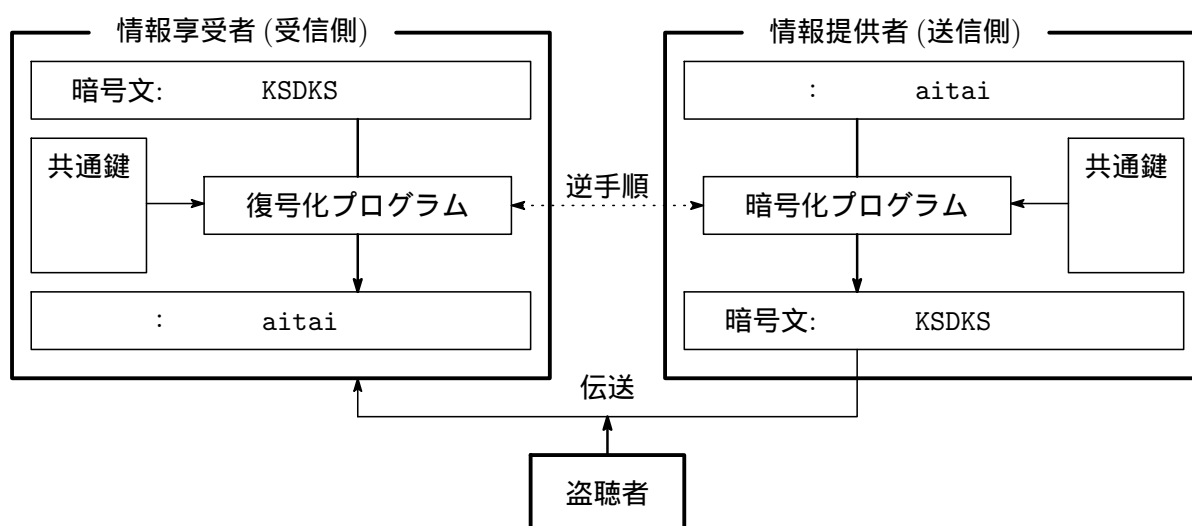 情報享受者 (受信側)
暗号文: KSDKS
共通鍵
復号化プログラム
: aitai
逆手順
情報提供者 (送信側)
: aitai
共通鍵
暗号化プログラム
暗号文: KSDKS
伝送
盗聴者